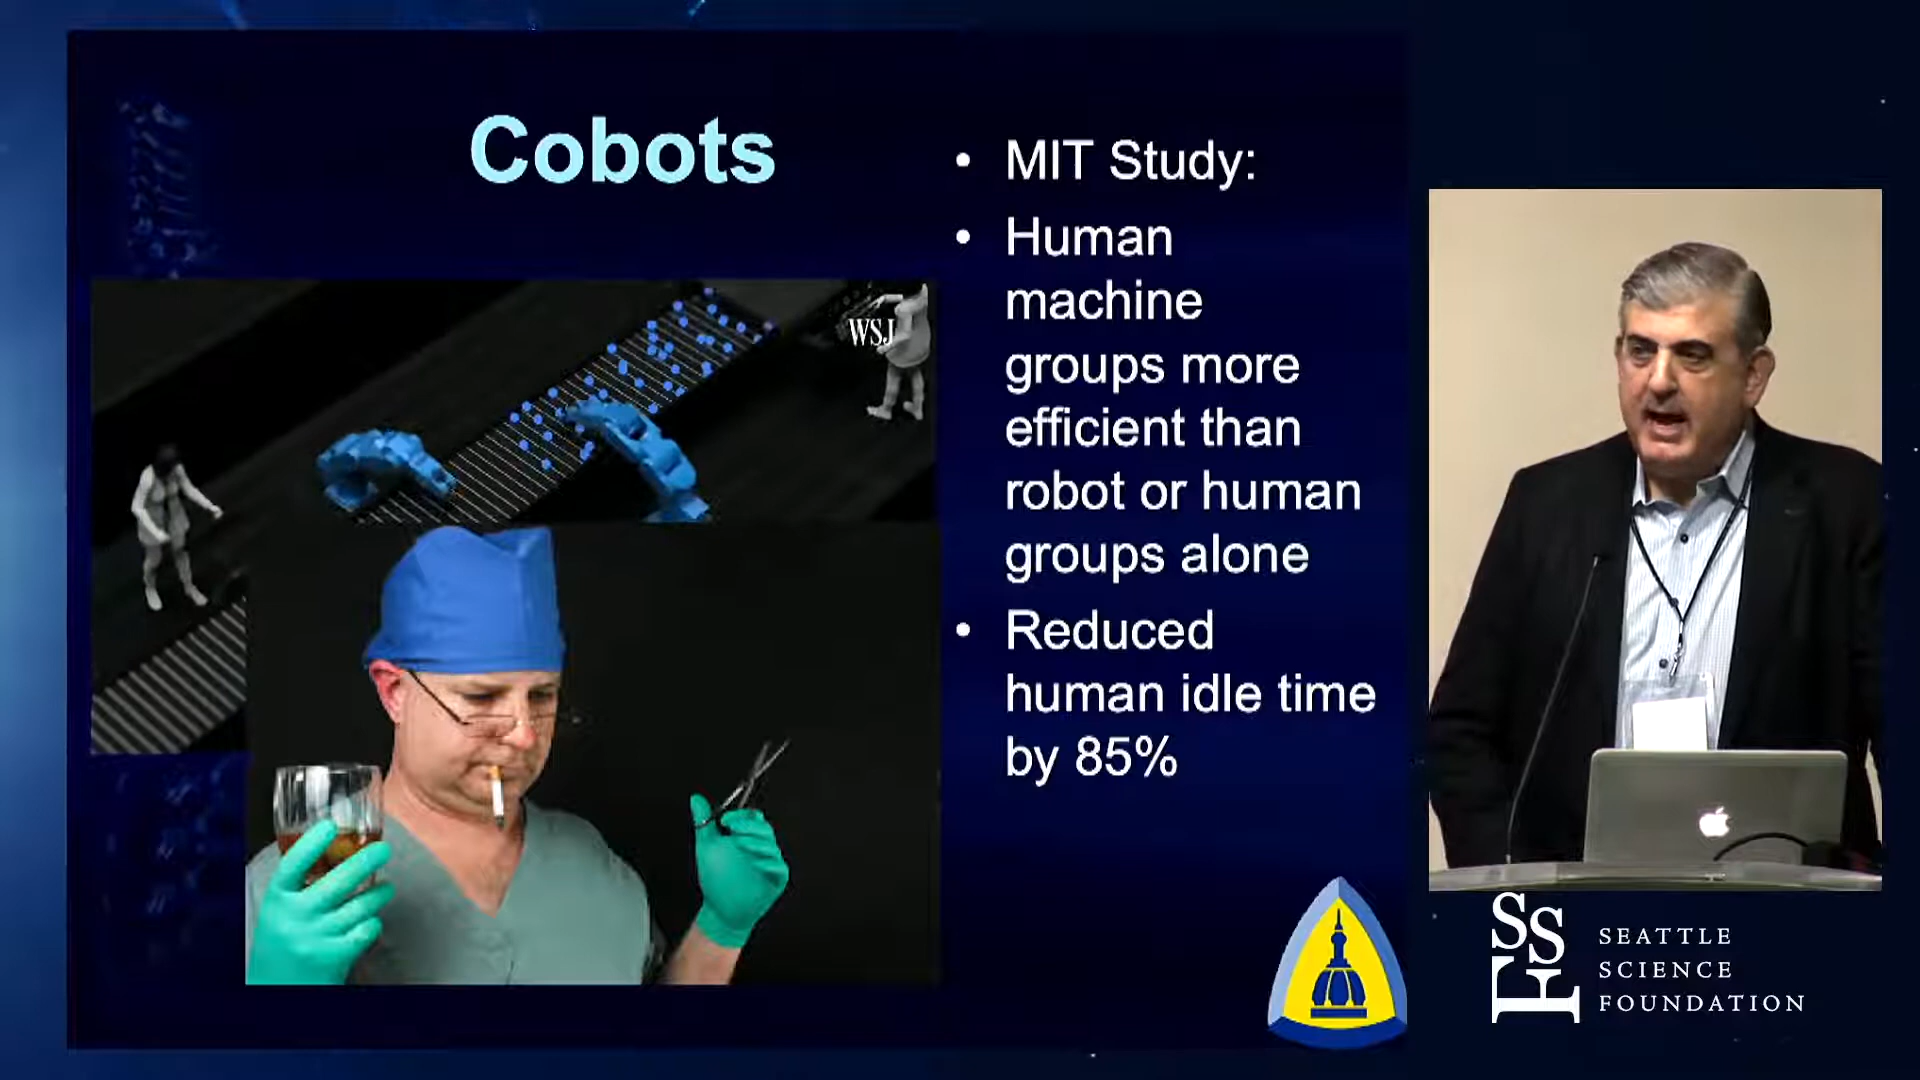 Cobots
• MIT Study:
• Human
machine
groups more
efficient than
robot or human
groups alone
• Reduced
human idle time
by 85%
WSJ
SSF
SEATTLE
SCIENCE
FOUNDATION